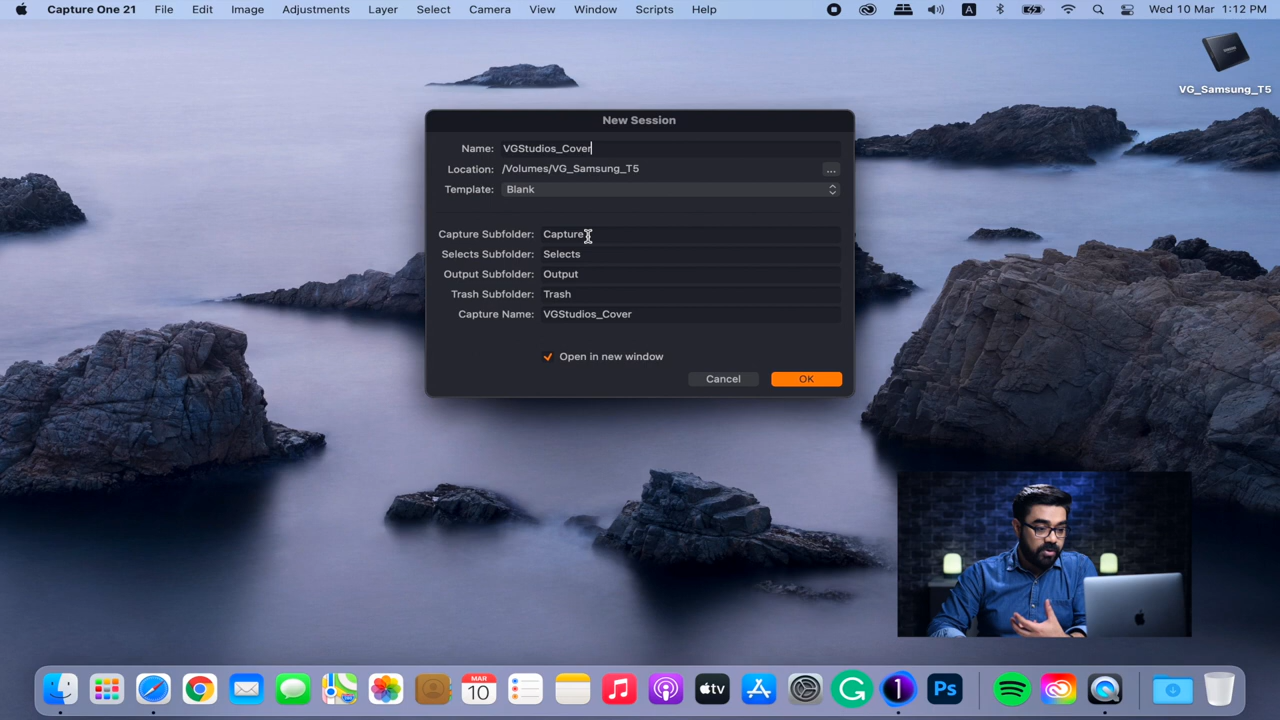 Capture One 21 File Edit Image Adjustments Layer Select Camera View Window Scripts Help A Wed 10 Mar 1:12 PM
VG_Samsung_T5
New Session
Name: VGStudios_Cover
Location: /Volumes/VG_Samsung_T5 ...
Template: Blank
Capture Subfolder: Capture
Selects Subfolder: Selects
Output Subfolder: Output
Trash Subfolder: Trash
Capture Name: VGStudios_Cover
Open in new window
Cancel OK
MAR
10 tv 1 Ps